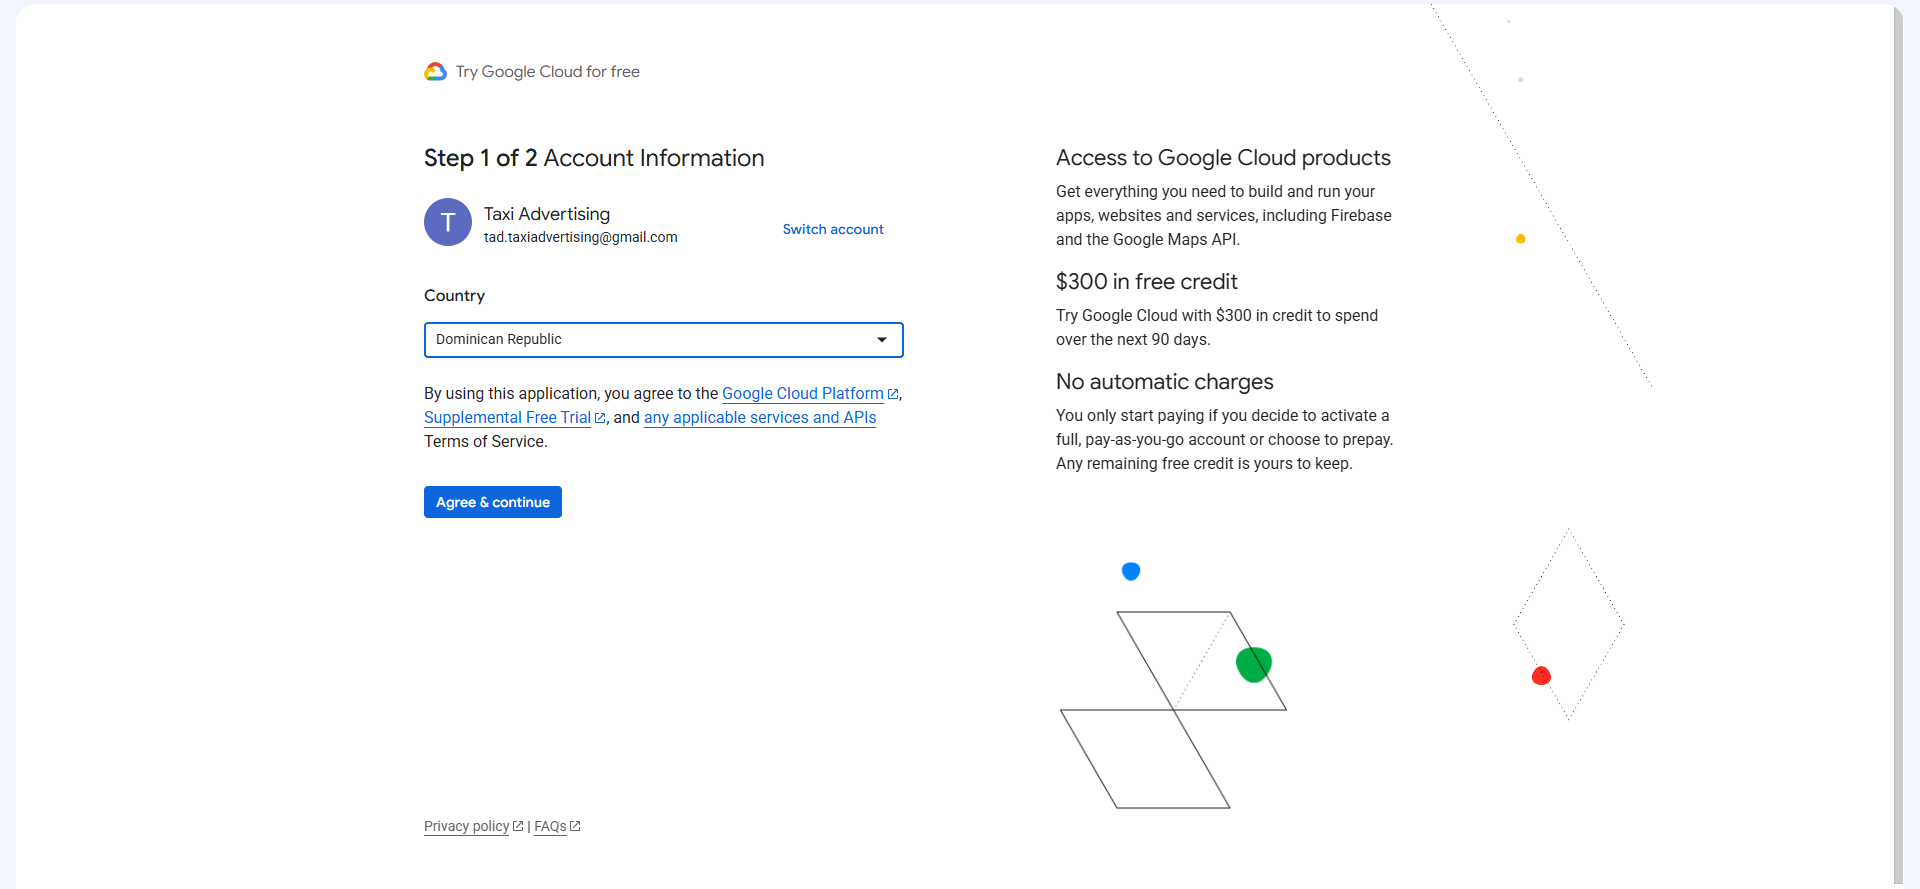 Try Google Cloud for free
Step 1 of 2 Account Information
T
Taxi Advertising
tad.taxiadvertising@gmail.com
Switch account
Country
Dominican Republic
By using this application, you agree to the Google Cloud Platform,
Supplemental Free Trial, and any applicable services and APIs
Terms of Service.
Agree & continue
Privacy policy | FAQs
Access to Google Cloud products
Get everything you need to build and run your
apps, websites and services, including Firebase
and the Google Maps API.
$300 in free credit
Try Google Cloud with $300 in credit to spend
over the next 90 days.
No automatic charges
You only start paying if you decide to activate a
full, pay-as-you-go account or choose to prepay.
Any remaining free credit is yours to keep.